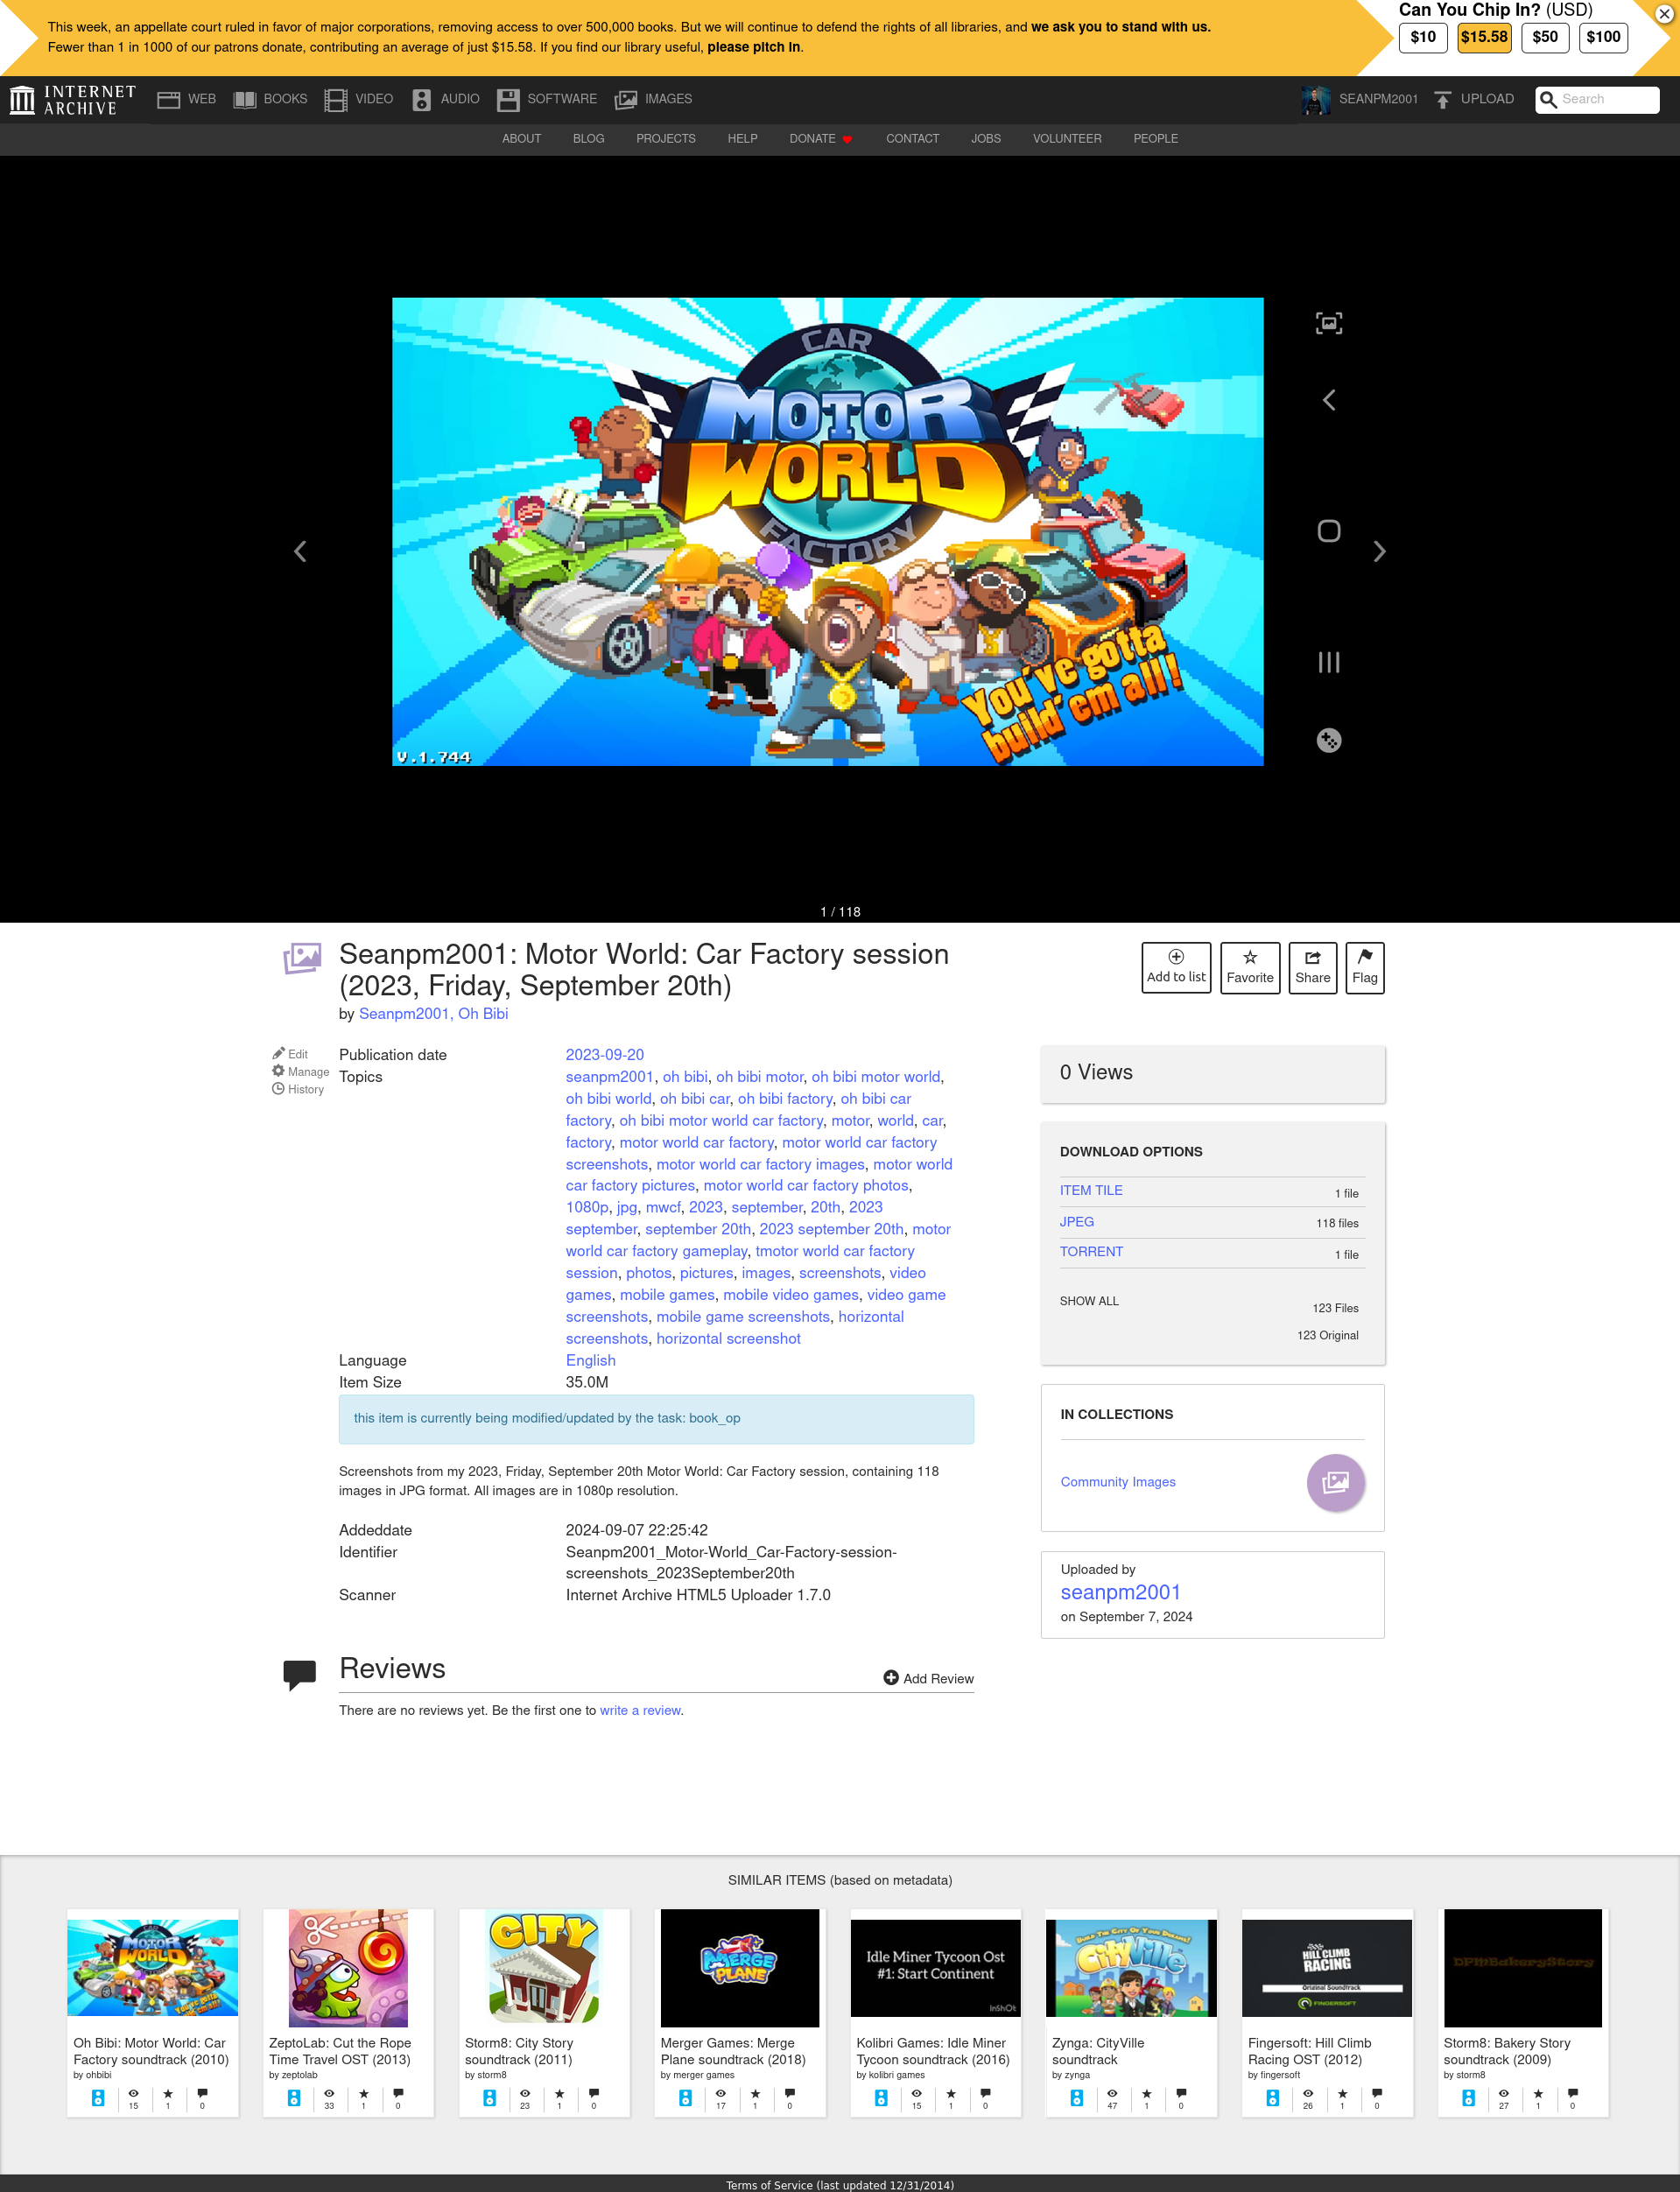 This week, an appellate court ruled in favor of major corporations, removing access to over 500,000 books. But we will continue to defend the rights of all libraries, and we ask you to stand with us.
Fewer than 1 in 1000 of our patrons donate, contributing an average of just $15.58. If you find our library useful, please pitch in.
Can You Chip In? (USD)
$10 $15.58 $50 $100
INTERNET ARCHIVE
WEB BOOKS VIDEO AUDIO SOFTWARE IMAGES SEANPM2001 UPLOAD Search
ABOUT BLOG PROJECTS HELP DONATE CONTACT JOBS VOLUNTEER PEOPLE
CAR
MOTOR
WORLD
FACTORY
You've gotta
build 'em all!
V.1.744
1 / 118
Seanpm2001: Motor World: Car Factory session
(2023, Friday, September 20th)
by Seanpm2001, Oh Bibi
Add to list Favorite Share Flag
Edit
Manage
History
Publication date 2023-09-20
Topics seanpm2001, oh bibi, oh bibi motor, oh bibi motor world,
oh bibi world, oh bibi car, oh bibi factory, oh bibi car
factory, oh bibi motor world car factory, motor, world, car,
factory, motor world car factory, motor world car factory
screenshots, motor world car factory images, motor world
car factory pictures, motor world car factory photos,
1080p, jpg, mwcf, 2023, september, 20th, 2023
september, september 20th, 2023 september 20th, motor
world car factory gameplay, tmotor world car factory
session, photos, pictures, images, screenshots, video
games, mobile games, mobile video games, video game
screenshots, mobile game screenshots, horizontal
screenshots, horizontal screenshot
Language English
Item Size 35.0M
this item is currently being modified/updated by the task: book_op
Screenshots from my 2023, Friday, September 20th Motor World: Car Factory session, containing 118
images in JPG format. All images are in 1080p resolution.
Addeddate 2024-09-07 22:25:42
Identifier Seanpm2001_Motor-World_Car-Factory-session-
screenshots_2023September20th
Scanner Internet Archive HTML5 Uploader 1.7.0
0 Views
DOWNLOAD OPTIONS
ITEM TILE 1 file
JPEG 118 files
TORRENT 1 file
SHOW ALL 123 Files
123 Original
IN COLLECTIONS
Community Images
Uploaded by
seanpm2001
on September 7, 2024
Reviews
Add Review
There are no reviews yet. Be the first one to write a review.
SIMILAR ITEMS (based on metadata)
CAR
MOTOR
WORLD
You've gotta
build 'em all!
Oh Bibi: Motor World: Car
Factory soundtrack (2010)
by ohbibi
15 1 0
ZeptoLab: Cut the Rope
Time Travel OST (2013)
by zeptolab
33 1 0
CITY
Storm8: City Story
soundtrack (2011)
by storm8
23 1 0
MERGE
PLANE
Merger Games: Merge
Plane soundtrack (2018)
by merger games
17 1 0
Idle Miner Tycoon Ost
#1: Start Continent
InShOt
Kolibri Games: Idle Miner
Tycoon soundtrack (2016)
by kolibri games
15 1 0
Build The City Of Your Dreams!
CityVille
Zynga: CityVille
soundtrack
by zynga
47 1 0
HILL CLIMB
RACING
Original Soundtrack
FINGERSOFT
Fingersoft: Hill Climb
Racing OST (2012)
by fingersoft
26 1 0
DPMBakeryStory
Storm8: Bakery Story
soundtrack (2009)
by storm8
27 1 0
Terms of Service (last updated 12/31/2014)